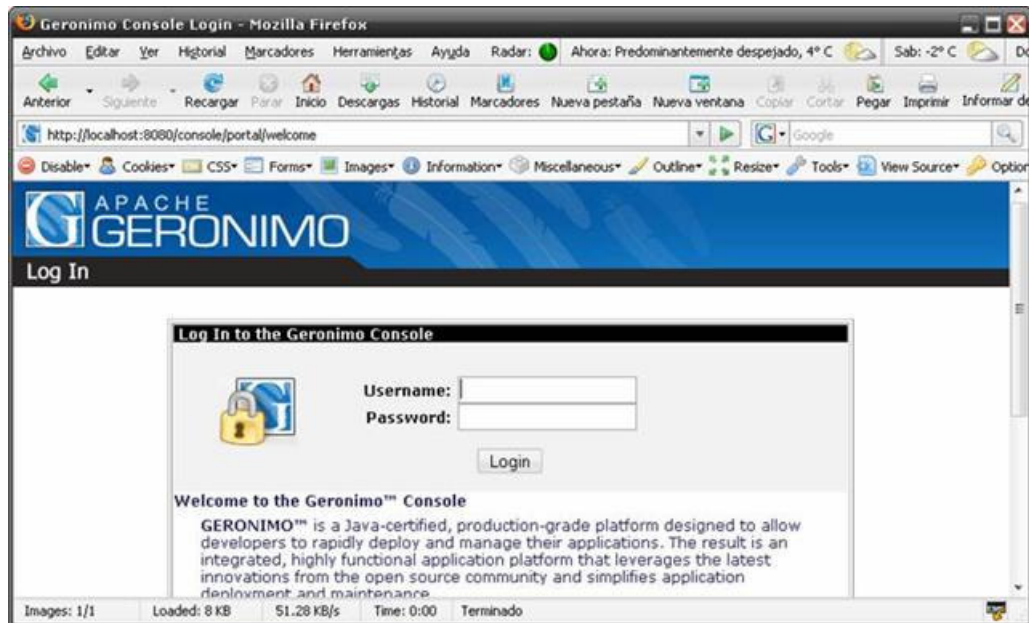 Geronimo Console Login - Mozilla Firefox
Archivo Editar Ver Historial Marcadores Herramientas Ayuda Radar: Ahora: Predominantemente despejado, 4° C Sab: -2° C
Anterior Siguiente Recargar Parar Inicio Descargas Historial Marcadores Nueva pestaña Nueva ventana Copiar Cortar Pegar Imprimir Informar de
http://localhost:8080/console/portal/welcome
G Google
Disable Cookies CSS Forms Images Information Miscellaneous Outline Resize Tools View Source Option
G APACHE
GERONIMO
Log In
Log In to the Geronimo Console
Username:
Password:
Login
Welcome to the Geronimo™ Console
GERONIMO™ is a Java-certified, production-grade platform designed to allow
developers to rapidly deploy and manage their applications. The result is an
integrated, highly functional application platform that leverages the latest
innovations from the open source community and simplifies application
deployment and maintenance.
Images: 1/1 Loaded: 8 KB 51.28 KB/s Time: 0:00 Terminado